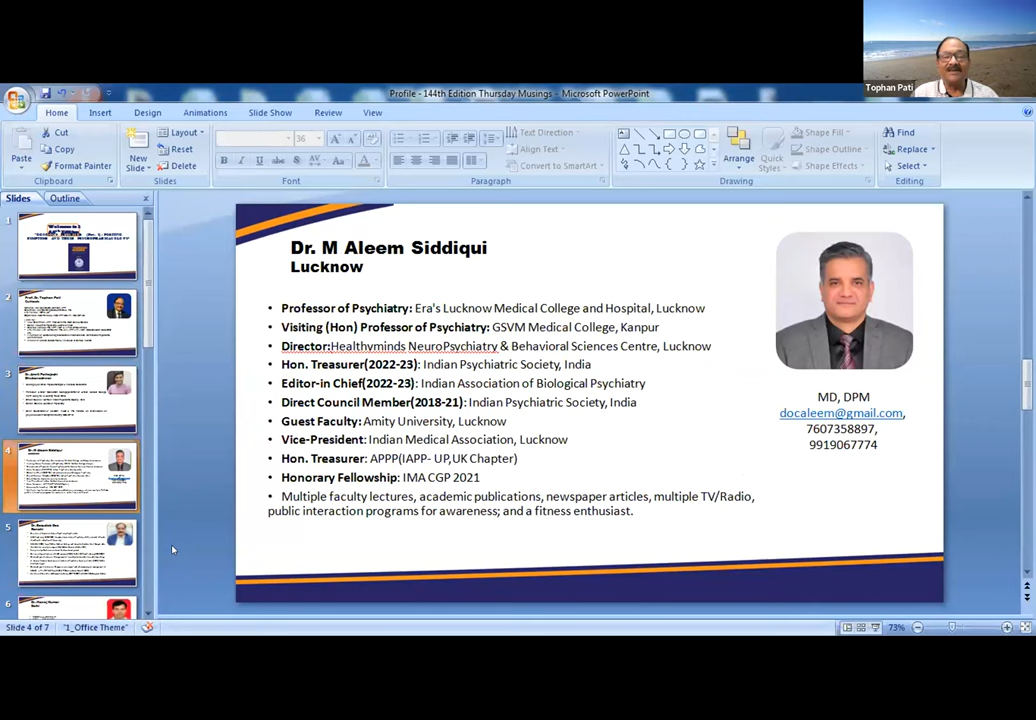 Tophan Pati
Profile - 144th Edition Thursday Musings - Microsoft PowerPoint
Home Insert Design Animations Slide Show Review View
Cut
Copy
Format Painter
Paste
Clipboard
New
Slide
Layout
Reset
Delete
Slides
36
Font
Text Direction
Align Text
Convert to SmartArt
Paragraph
Arrange
Quick
Styles
Shape Fill
Shape Outline
Shape Effects
Drawing
Find
Replace
Select
Editing
Slides Outline
1
2
3
4
5
6
Dr. M Aleem Siddiqui
Lucknow
• Professor of Psychiatry: Era's Lucknow Medical College and Hospital, Lucknow
• Visiting (Hon) Professor of Psychiatry: GSVM Medical College, Kanpur
• Director:Healthyminds NeuroPsychiatry & Behavioral Sciences Centre, Lucknow
• Hon. Treasurer(2022-23): Indian Psychiatric Society, India
• Editor-in Chief(2022-23): Indian Association of Biological Psychiatry
• Direct Council Member(2018-21): Indian Psychiatric Society, India
• Guest Faculty: Amity University, Lucknow
• Vice-President: Indian Medical Association, Lucknow
• Hon. Treasurer: APPP(IAPP- UP,UK Chapter)
• Honorary Fellowship: IMA CGP 2021
• Multiple faculty lectures, academic publications, newspaper articles, multiple TV/Radio,
public interaction programs for awareness; and a fitness enthusiast.
MD, DPM
docaleem@gmail.com,
7607358897,
9919067774
Slide 4 of 7 "1_Office Theme" 73%